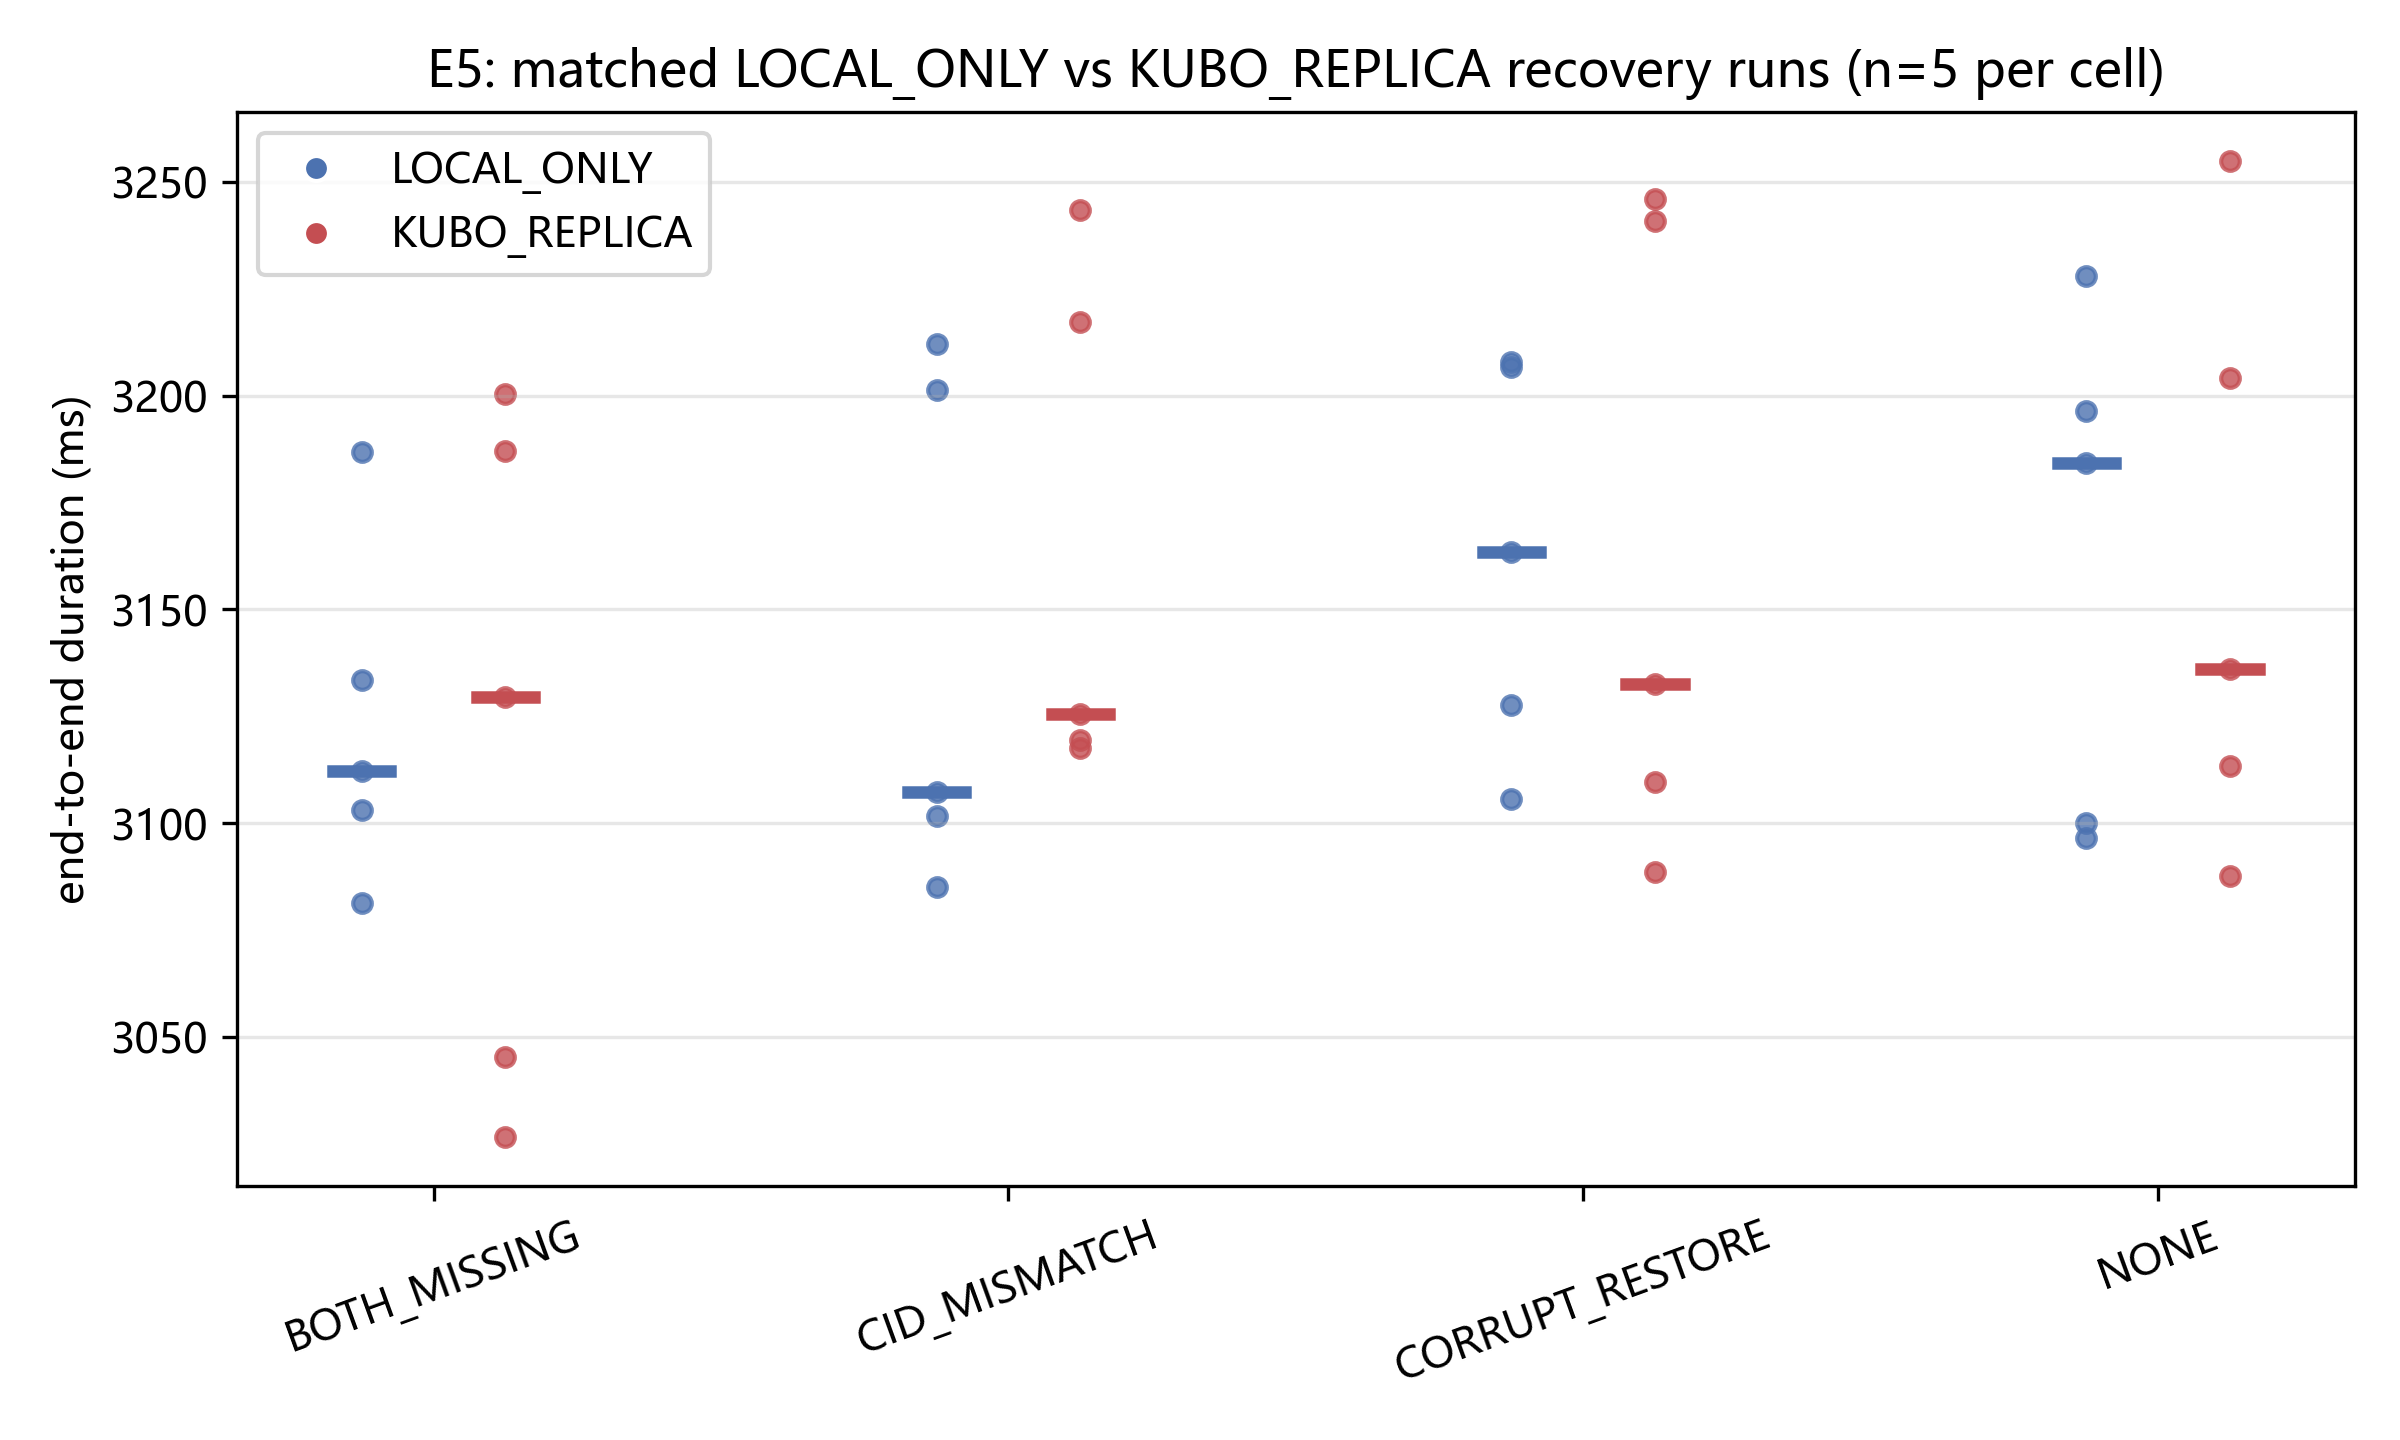 E5: matched LOCAL_ONLY vs KUBO_REPLICA recovery runs (n=5 per cell)
LOCAL_ONLY
KUBO_REPLICA
end-to-end duration (ms)
3250
3200
3150
3100
3050
BOTH_MISSING
CID_MISMATCH
CORRUPT_RESTORE
NONE